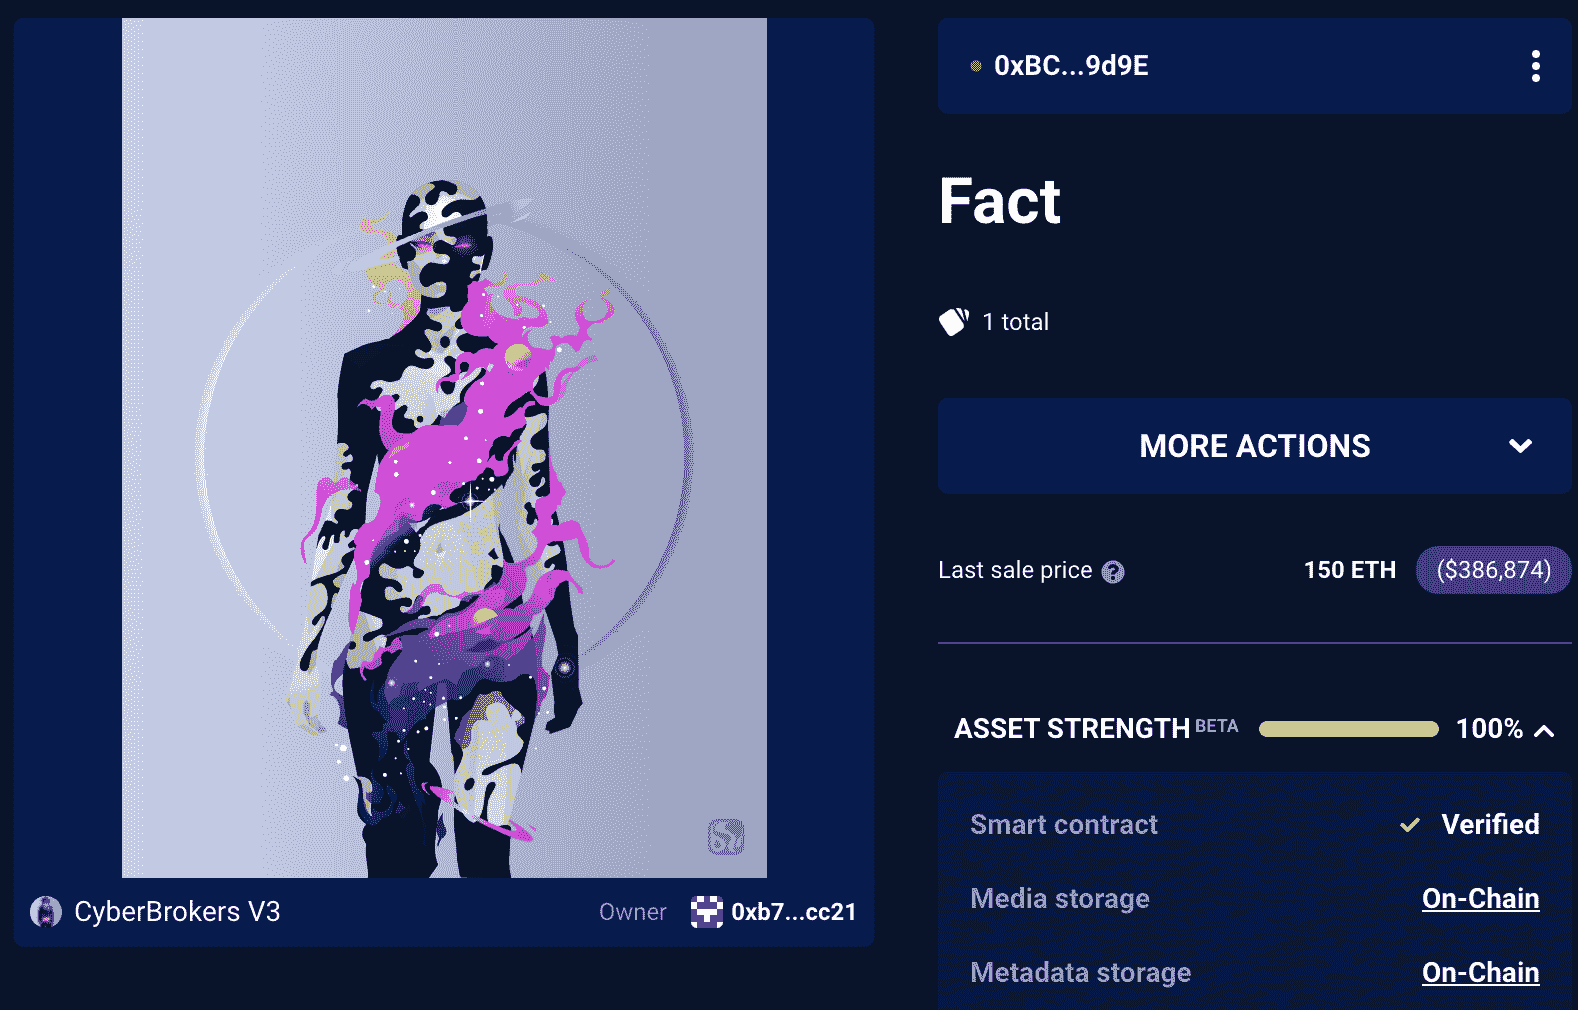 0xBC...9d9E
Fact
1 total
MORE ACTIONS
Last sale price ?
150 ETH ($386,874)
ASSET STRENGTH BETA 100%
Smart contract Verified
Media storage On-Chain
Metadata storage On-Chain
CyberBrokers V3
Owner 0xb7...cc21